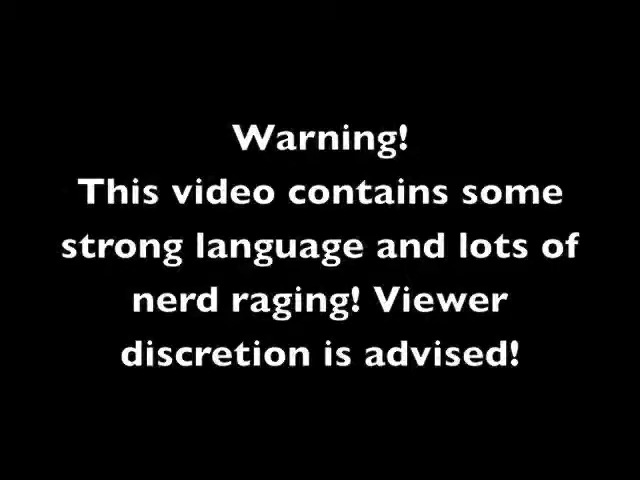 Warning!
This video contains some
strong language and lots of
nerd raging! Viewer
discretion is advised!